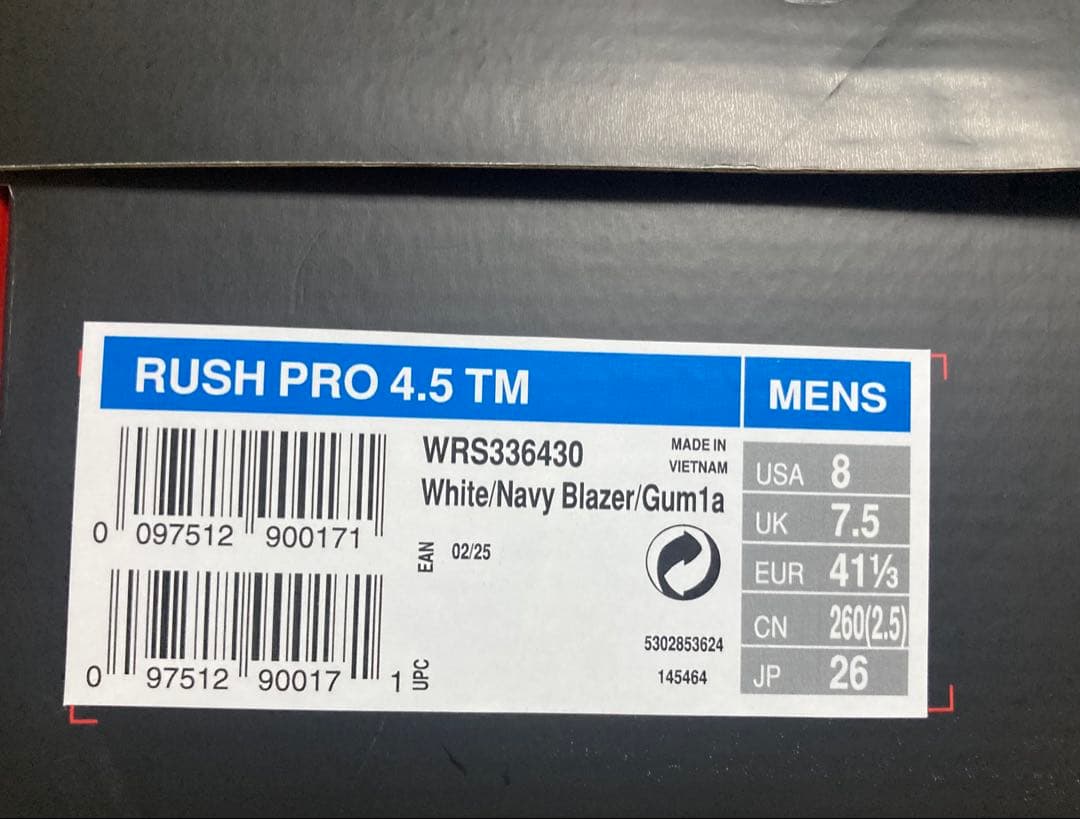 RUSH PRO 4.5 TM
MENS
WRS336430
White/Navy Blazer/Gum1a
MADE IN
VIETNAM
0 097512 900171
EAN
02/25
0 97512 90017 1
UPC
5302853624
145464
USA 8
UK 7.5
EUR 41⅓
CN 260(2.5)
JP 26